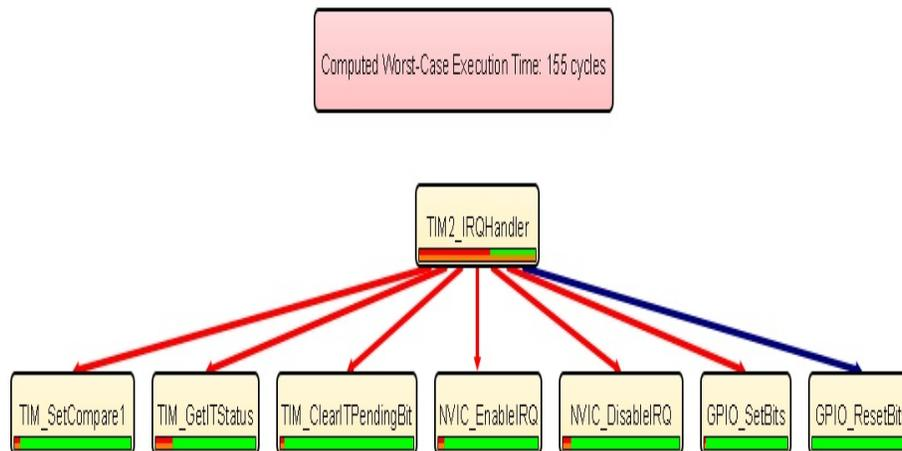 Computed Worst-Case Execution Time: 155 cycles
TIM2_IRQHandler
TIM_SetCompare1
TIM_GetITStatus
TIM_ClearITPendingBit
NVIC_EnableIRQ
NVIC_DisableIRQ
GPIO_SetBits
GPIO_ResetBit